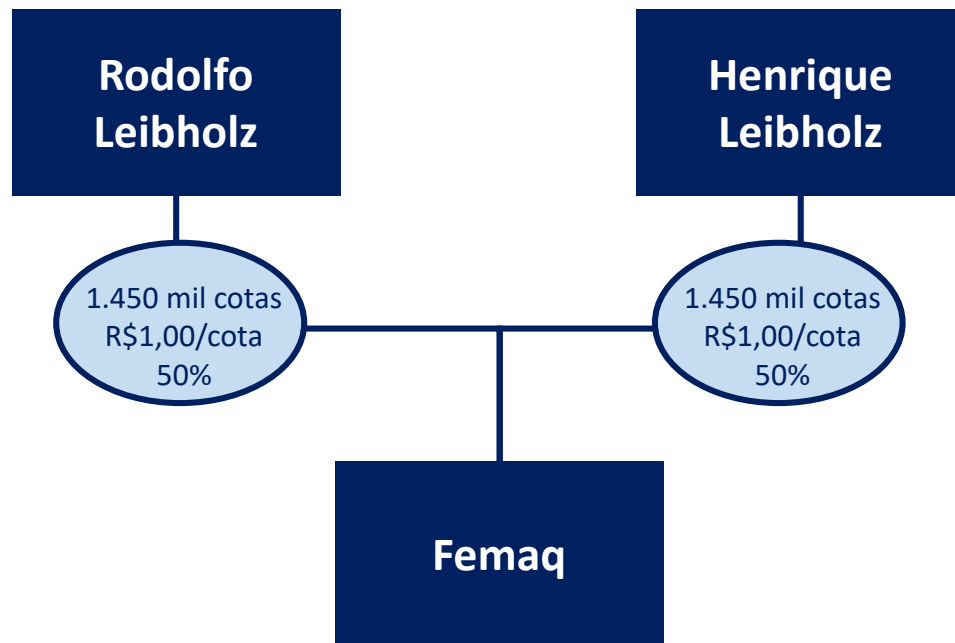 Rodolfo
Leibholz
Henrique
Leibholz
1.450 mil cotas
R$1,00/cota
50%
1.450 mil cotas
R$1,00/cota
50%
Femaq